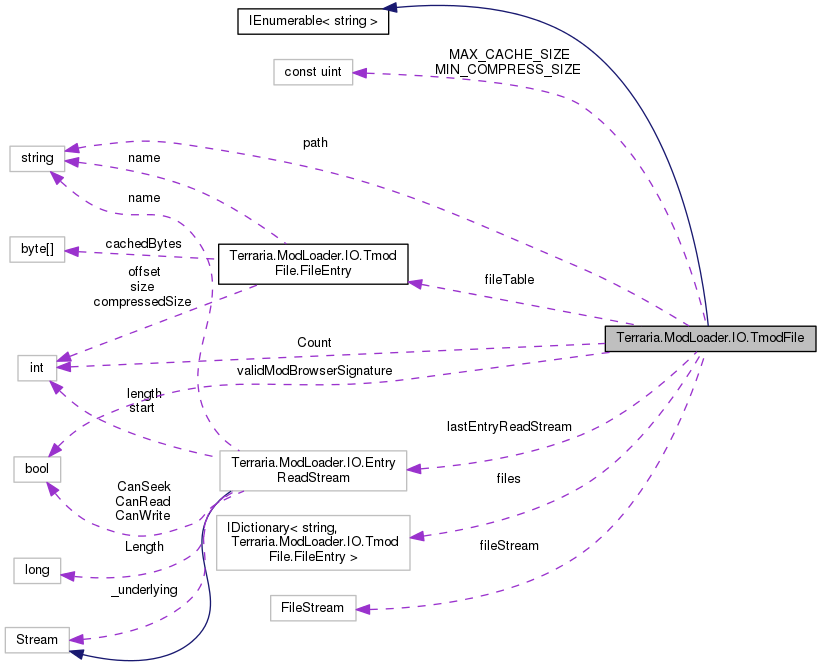 IEnumerable< string >
MAX_CACHE_SIZE
MIN_COMPRESS_SIZE
const uint
path
string
name
name
byte[]
cachedBytes
Terraria.ModLoader.IO.Tmod
File.FileEntry
offset
size
compressedSize
fileTable
Terraria.ModLoader.IO.TmodFile
Count
int
validModBrowserSignature
length
start
lastEntryReadStream
bool
Terraria.ModLoader.IO.Entry
ReadStream
CanSeek
CanRead
CanWrite
files
IDictionary< string,
Terraria.ModLoader.IO.Tmod
File.FileEntry >
Length
fileStream
long
_underlying
FileStream
Stream